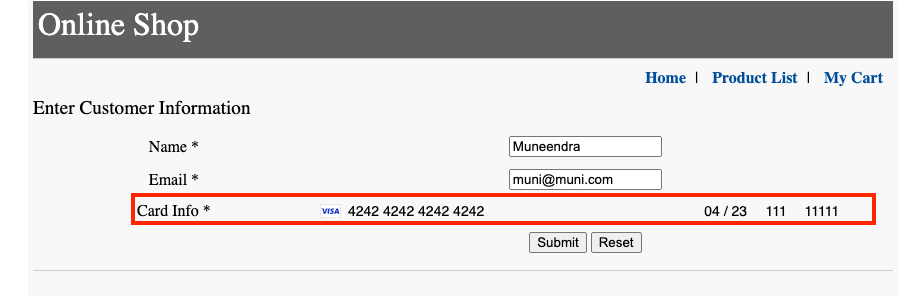 Online Shop
Home | Product List | My Cart
Enter Customer Information
Name * Muneendra
Email * muni@muni.com
Card Info * VISA 4242 4242 4242 4242 04 / 23 111 11111
Submit Reset